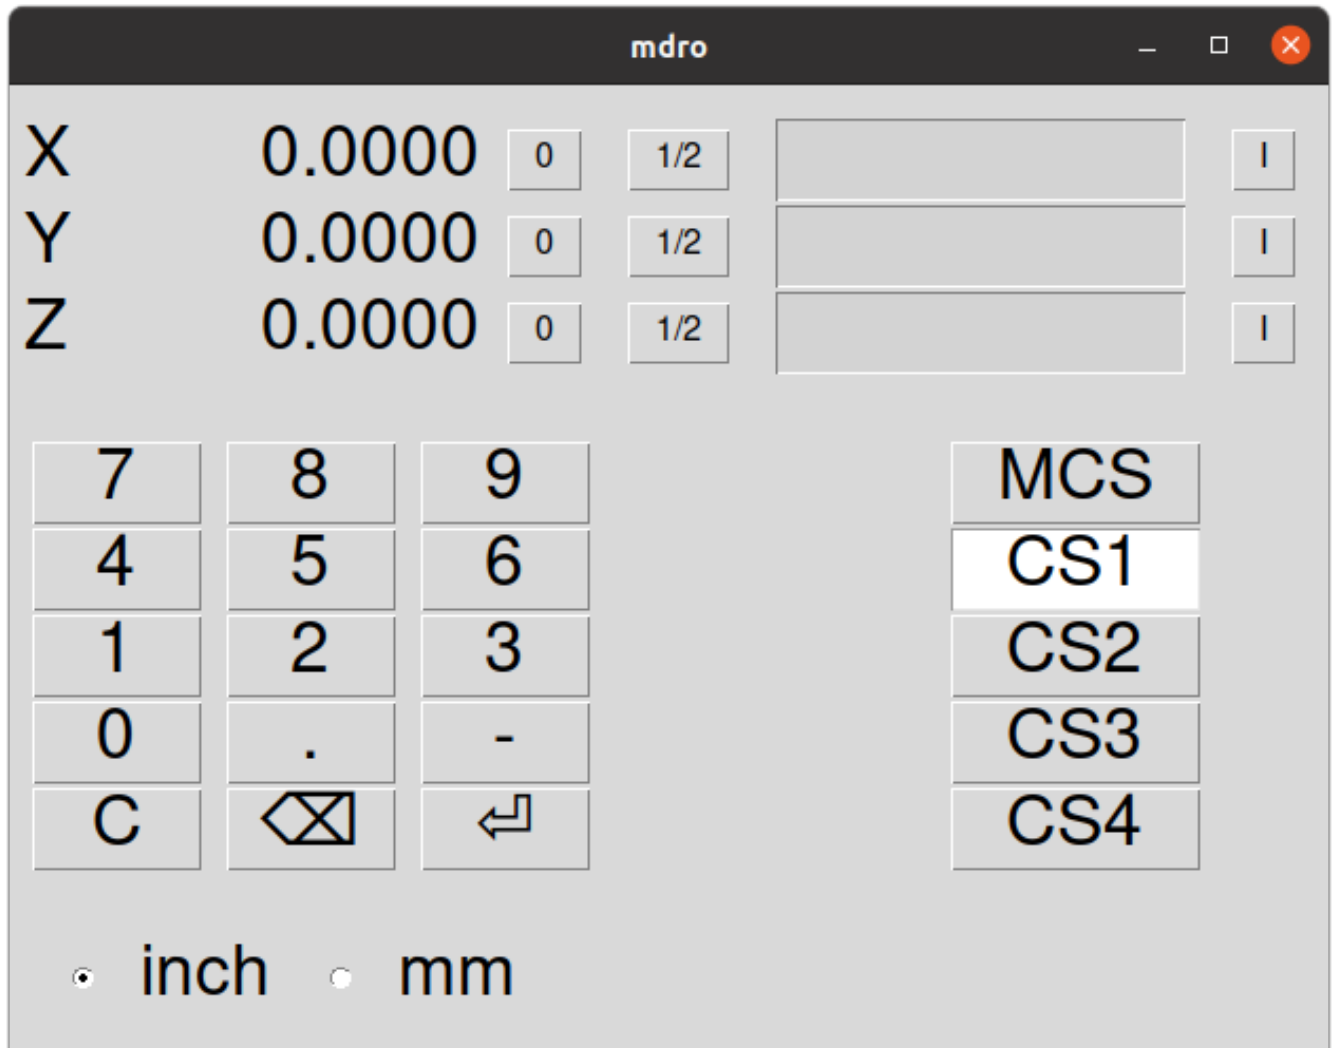 mdro
X 0.0000 0 1/2 I
Y 0.0000 0 1/2 I
Z 0.0000 0 1/2 I
7 8 9 MCS
4 5 6 CS1
1 2 3 CS2
0 . - CS3
C ⌫ ⏎ CS4
inch mm